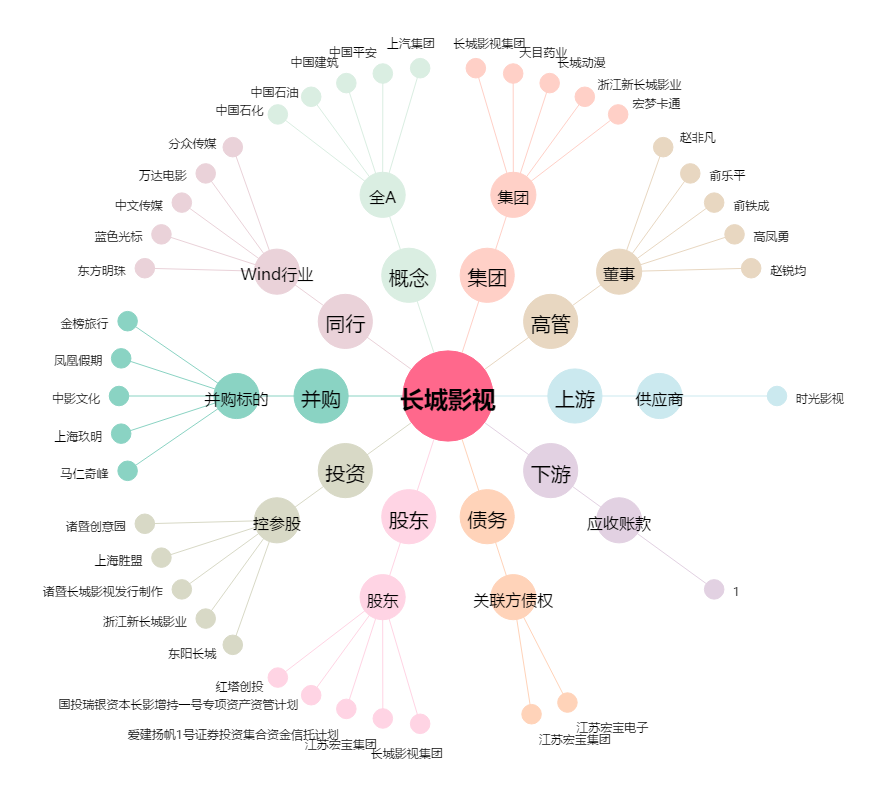 上汽集团
中国平安
中国建筑
中国石油
中国石化
全A
概念
长城影视集团
天目药业
长城动漫
浙江新长城影业
宏梦卡通
集团
集团
分众传媒
万达电影
中文传媒
蓝色光标
东方明珠
Wind行业
同行
赵非凡
俞乐平
俞铁成
高凤勇
赵锐均
董事
高管
金榜旅行
凤凰假期
中影文化
上海玖明
马仁奇峰
并购标的
并购
长城影视
上游
供应商
时光影视
投资
控参股
诸暨创意园
上海胜盟
诸暨长城影视发行制作
浙江新长城影业
东阳长城
下游
应收账款
1
股东
股东
红塔创投
国投瑞银资本长影增持一号专项资产资管计划
爱建扬帆1号证券投资集合资金信托计划
江苏宏宝集团
长城影视集团
债务
关联方债权
江苏宏宝电子
江苏宏宝集团